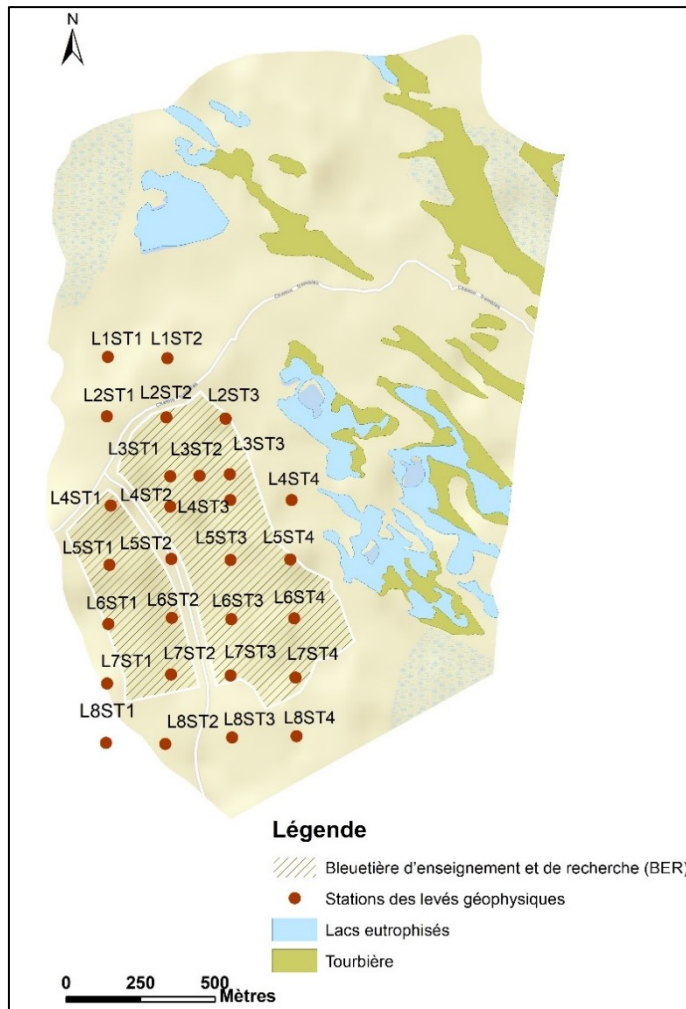 N
L1ST1 L1ST2
L2ST1 L2ST2 L2ST3
L3ST1 L3ST2 L3ST3
L4ST1 L4ST2 L4ST3 L4ST4
L5ST1 L5ST2 L5ST3 L5ST4
L6ST1 L6ST2 L6ST3 L6ST4
L7ST1 L7ST2 L7ST3 L7ST4
L8ST1 L8ST2 L8ST3 L8ST4
Légende
Bleuetière d'enseignement et de recherche (BER)
Stations des levés géophysiques
Lacs eutrophisés
Tourbière
0 250 500
Mètres